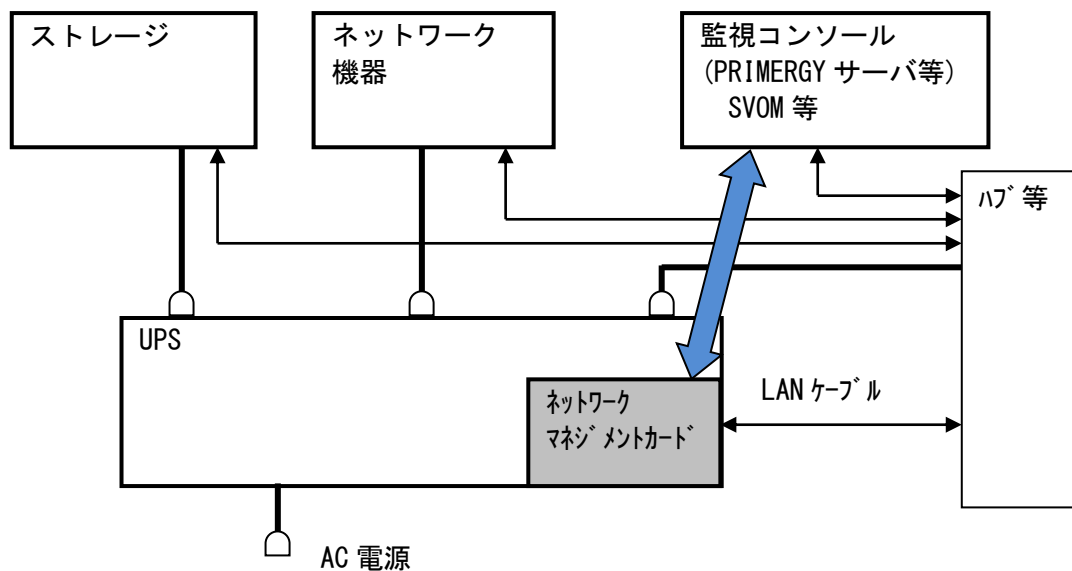 ストレージ
ネットワーク
機器
監視コンソール
(PRIMERGY サーバ等)
SVOM 等
ﾊﾌﾞ等
UPS
ﾈｯﾄﾜｰｸ
ﾏﾈｼﾞﾒﾝﾄｶｰﾄﾞ
LAN ｹｰﾌﾞﾙ
AC 電源